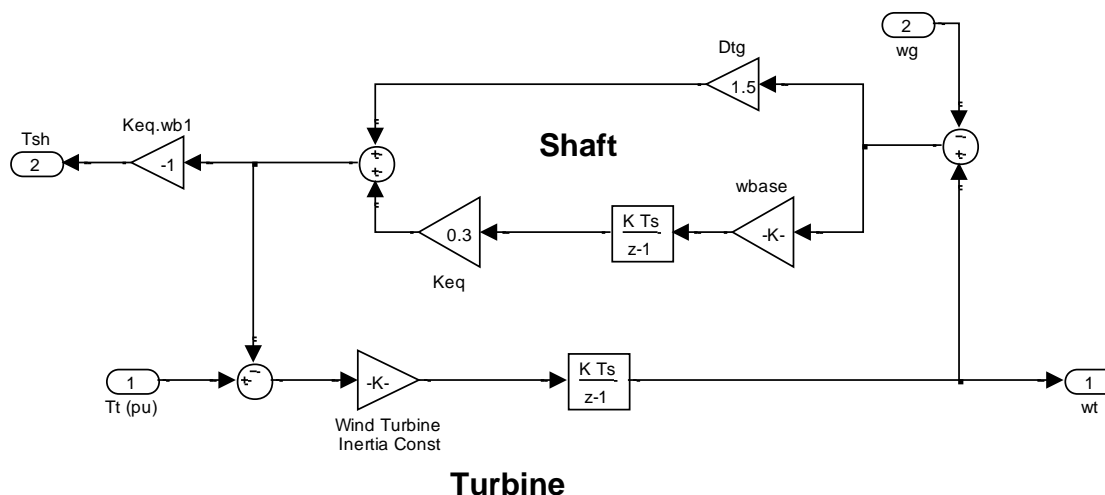 2
wg
Dtg
1.5
Keq.wb1
Tsh
2
-1
+
+
Shaft
−
+
wbase
K Ts
z-1
-K-
0.3
Keq
1
Tt (pu)
+
−
-K-
Wind Turbine
Inertia Const
K Ts
z-1
1
wt
Turbine